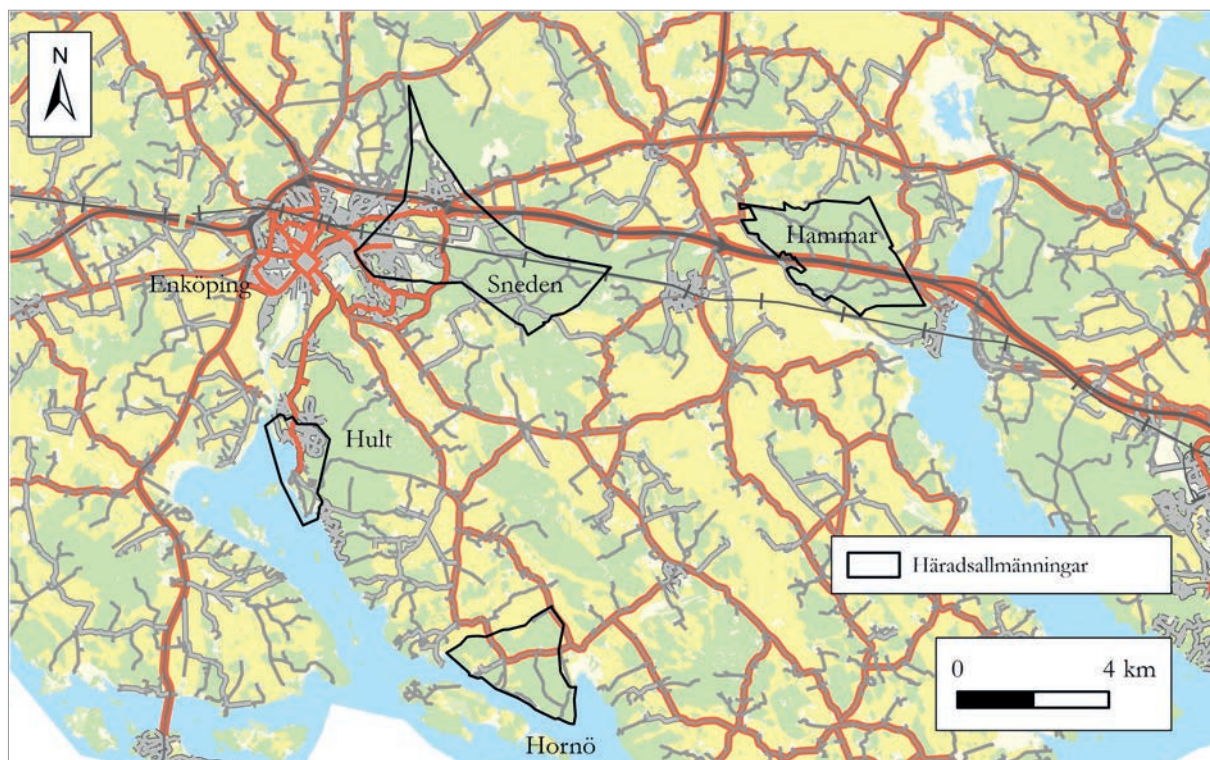 N
Hammar
Enköping
Sneden
Hult
Häradsallmänningar
0 4 km
Hornö